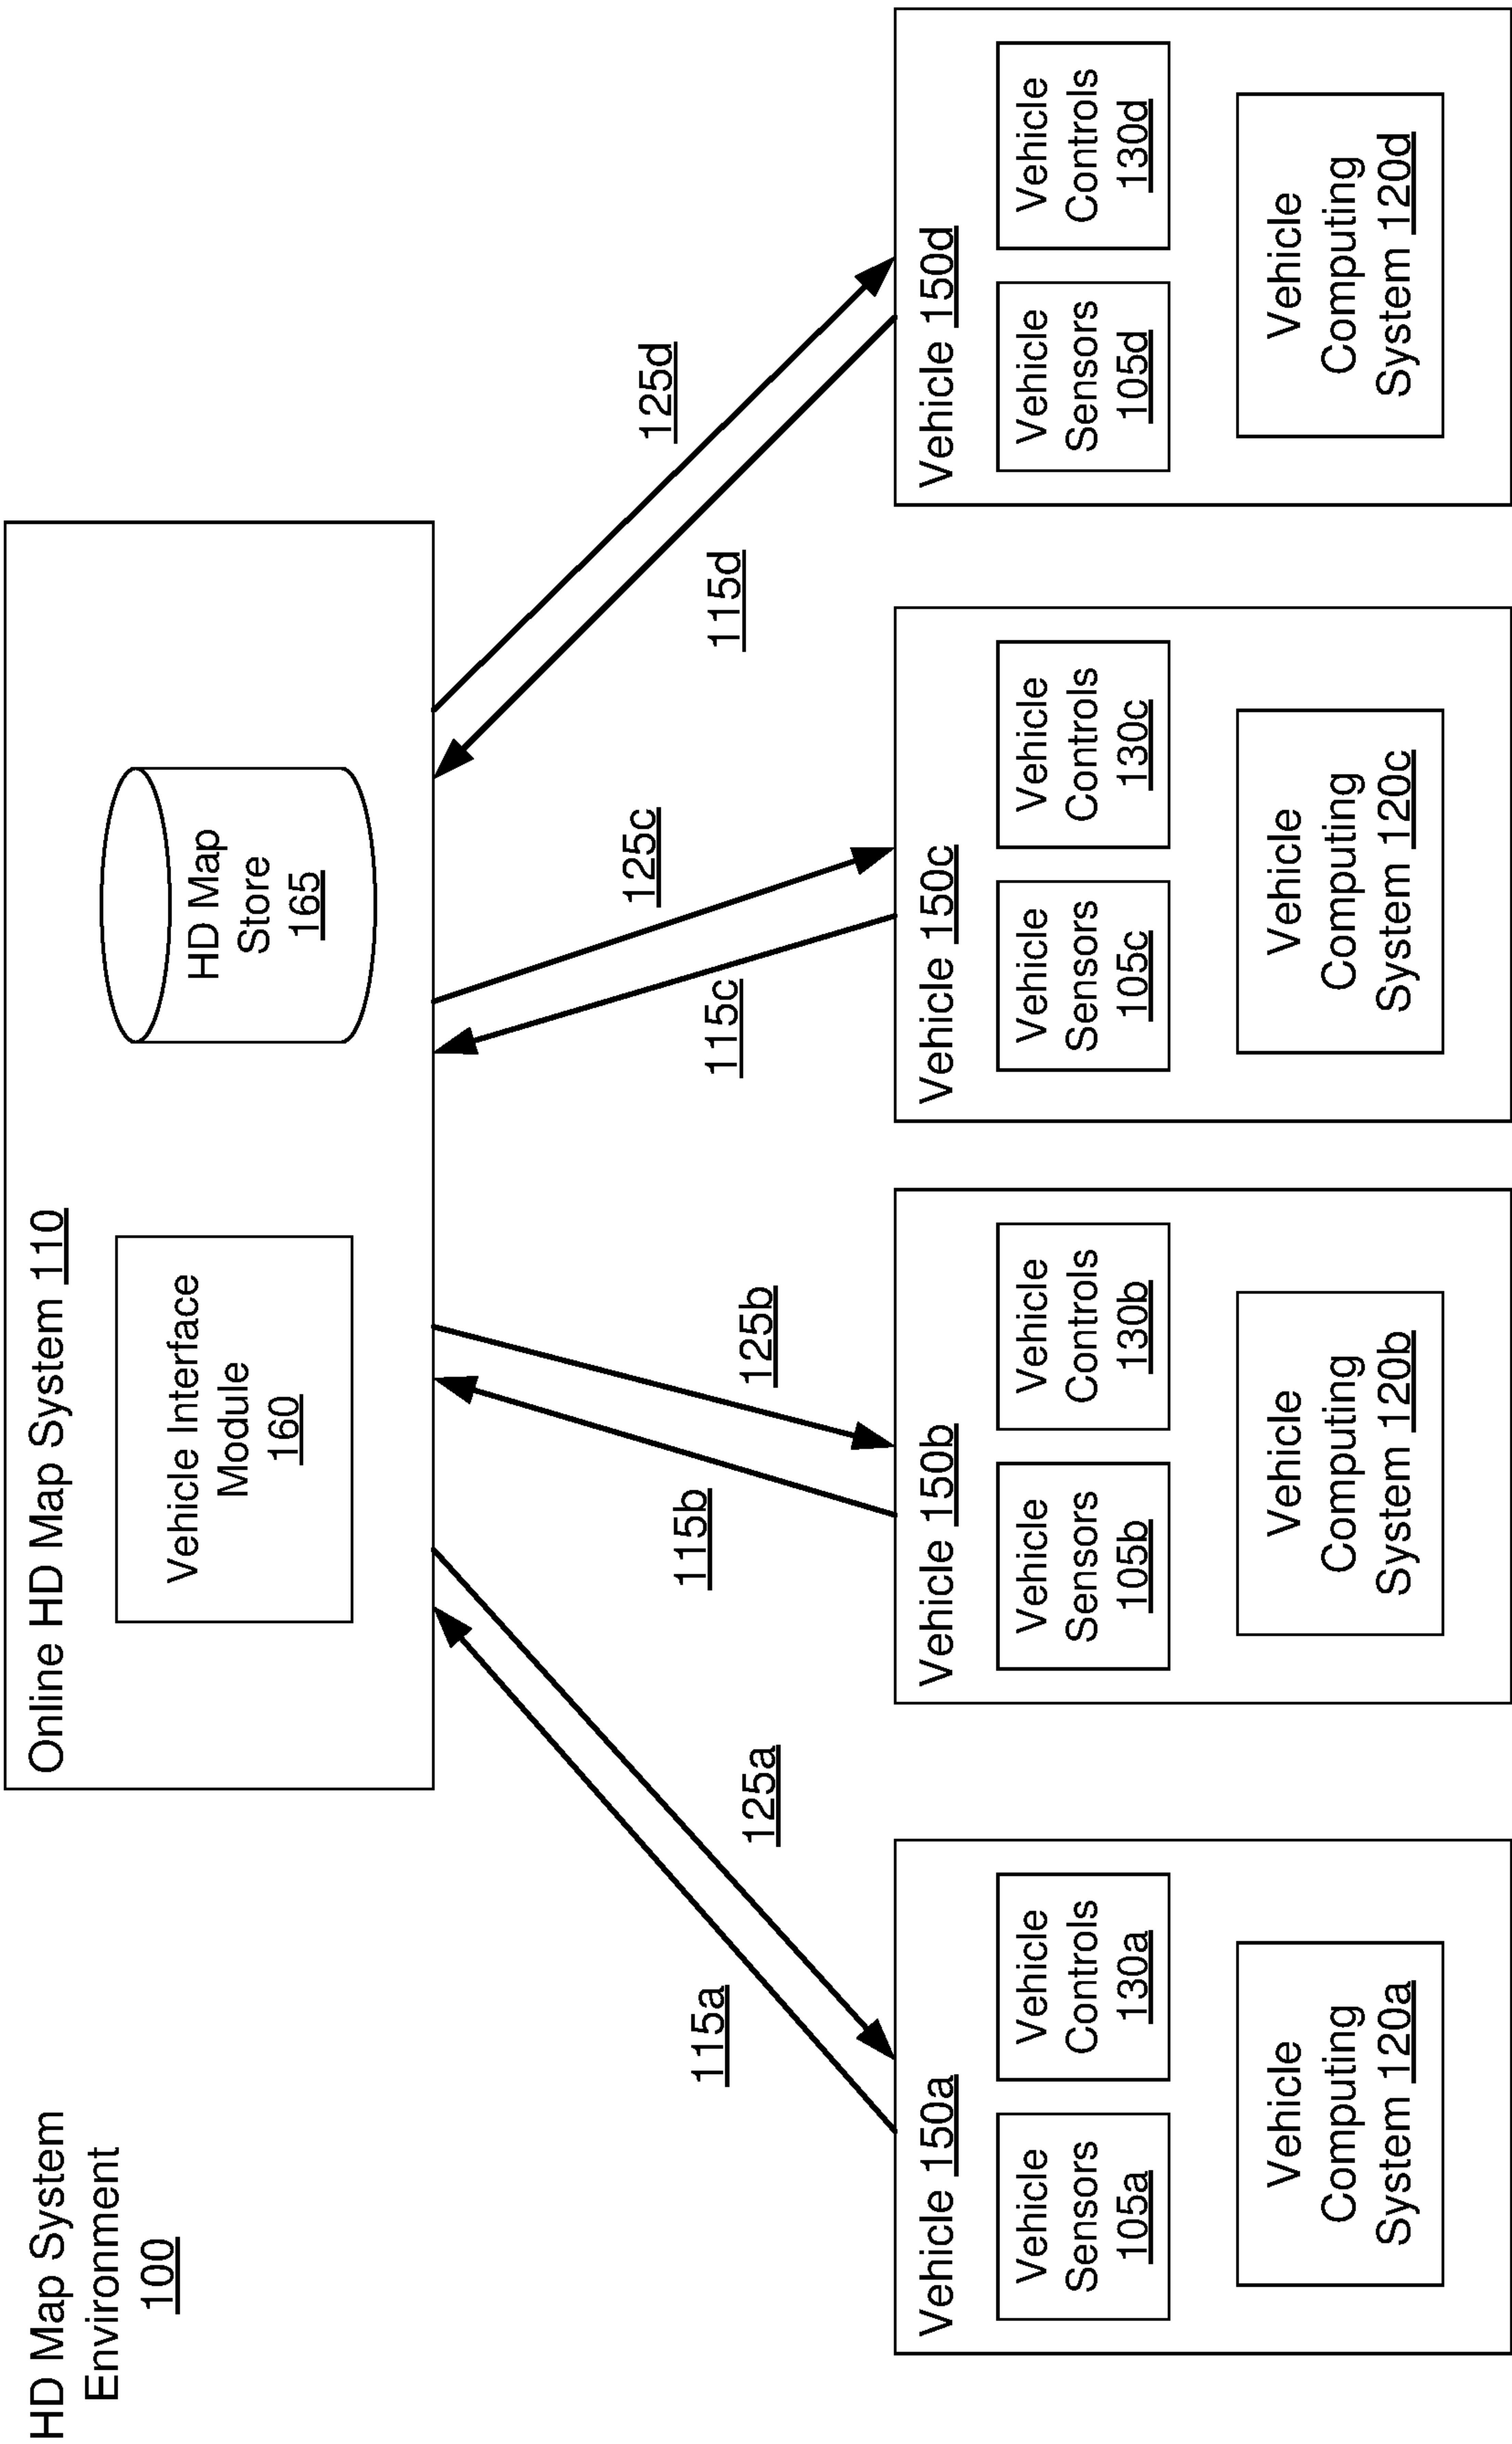 HD Map System
Environment
100
Online HD Map System 110
Vehicle Interface
Module
160
HD Map
Store
165
115a
125a
115b
125b
115c
125c
115d
125d
Vehicle 150a
Vehicle
Sensors
105a
Vehicle
Controls
130a
Vehicle
Computing
System 120a
Vehicle 150b
Vehicle
Sensors
105b
Vehicle
Controls
130b
Vehicle
Computing
System 120b
Vehicle 150c
Vehicle
Sensors
105c
Vehicle
Controls
130c
Vehicle
Computing
System 120c
Vehicle 150d
Vehicle
Sensors
105d
Vehicle
Controls
130d
Vehicle
Computing
System 120d